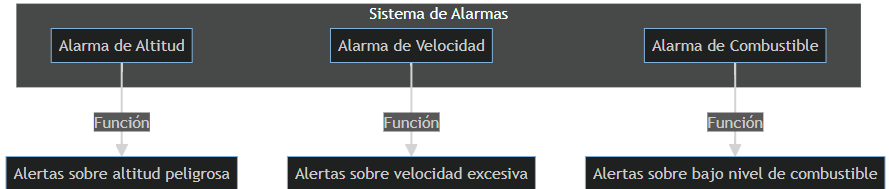 Sistema de Alarmas
Alarma de Altitud
Alarma de Velocidad
Alarma de Combustible
Función
Función
Función
Alertas sobre altitud peligrosa
Alertas sobre velocidad excesiva
Alertas sobre bajo nivel de combustible